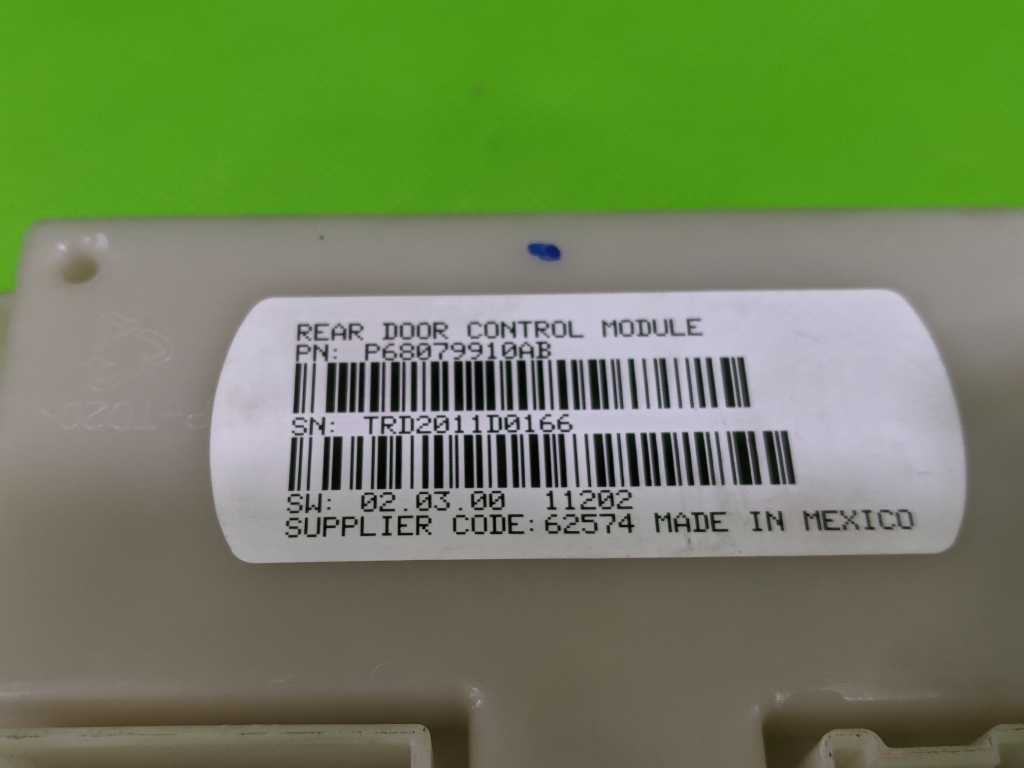 REAR DOOR CONTROL MODULE
PN: P68079910AB
SN: TRD2011D0166
SW: 02.03.00 11202
SUPPLIER CODE:62574 MADE IN MEXICO